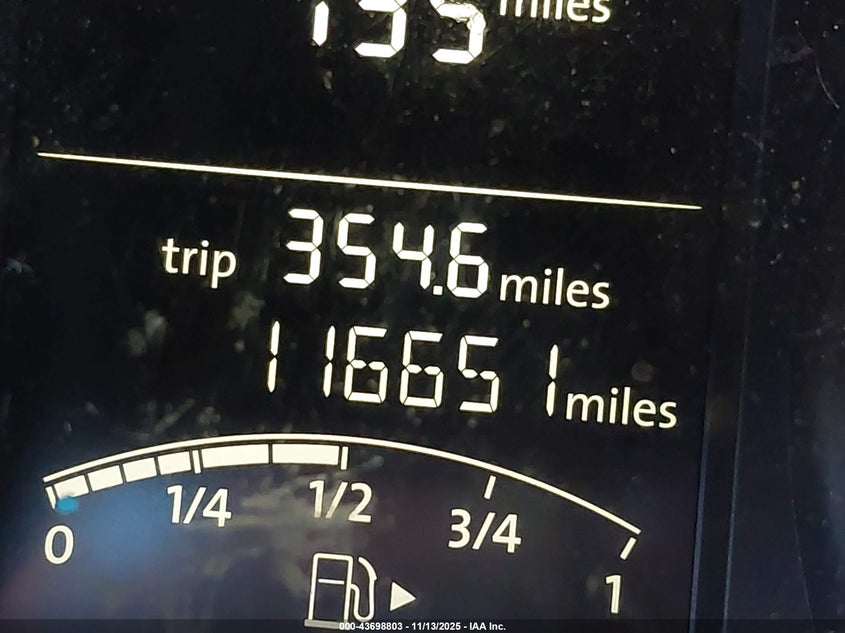 135 miles
trip 354.6 miles
116651 miles
0 1/4 1/2 3/4 1
000-43698803 - 11/13/2025 - IAA Inc.